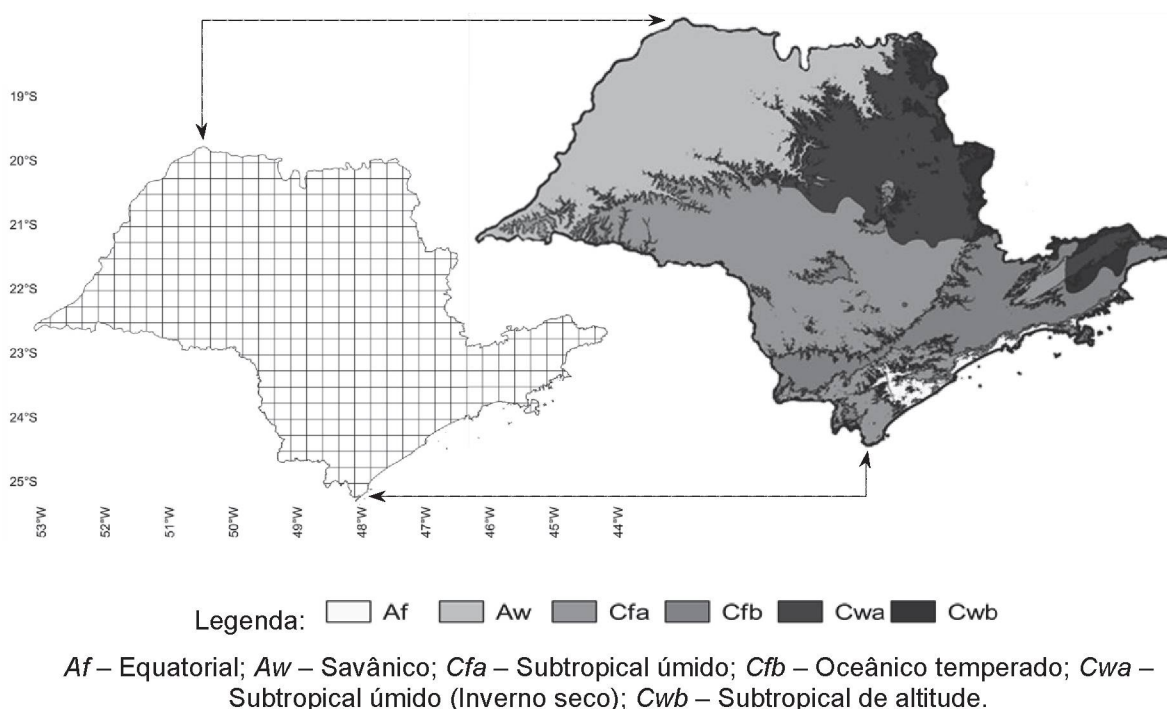 19°S
20°S
21°S
22°S
23°S
24°S
25°S
53°W
52°W
51°W
50°W
49°W
48°W
47°W
46°W
45°W
44°W
Legenda: Af Aw Cfa Cfb Cwa Cwb
Af – Equatorial; Aw – Savânico; Cfa – Subtropical úmido; Cfb – Oceânico temperado; Cwa –
Subtropical úmido (Inverno seco); Cwb – Subtropical de altitude.